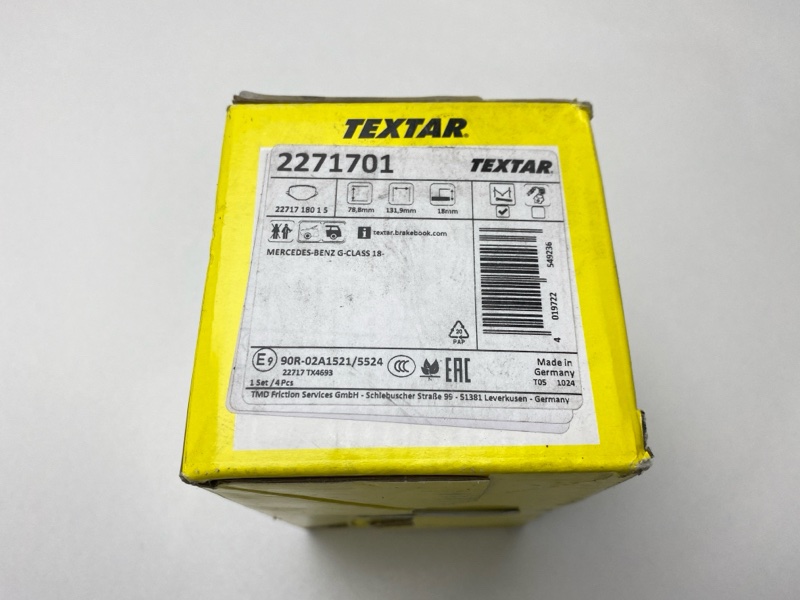 TEXTAR
2271701 TEXTAR
22717 180 1 5 78,8mm 131,9mm 18mm
i textar.brakebook.com
MERCEDES-BENZ G-CLASS 18-
4 019722 549236
20
PAP
E9 90R-02A1521/5524 CCC EAC
22717 TX4693
Made in
Germany
1 Set / 4 Pcs T05 1024
TMD Friction Services GmbH - Schlebuscher Straße 99 - 51381 Leverkusen - Germany